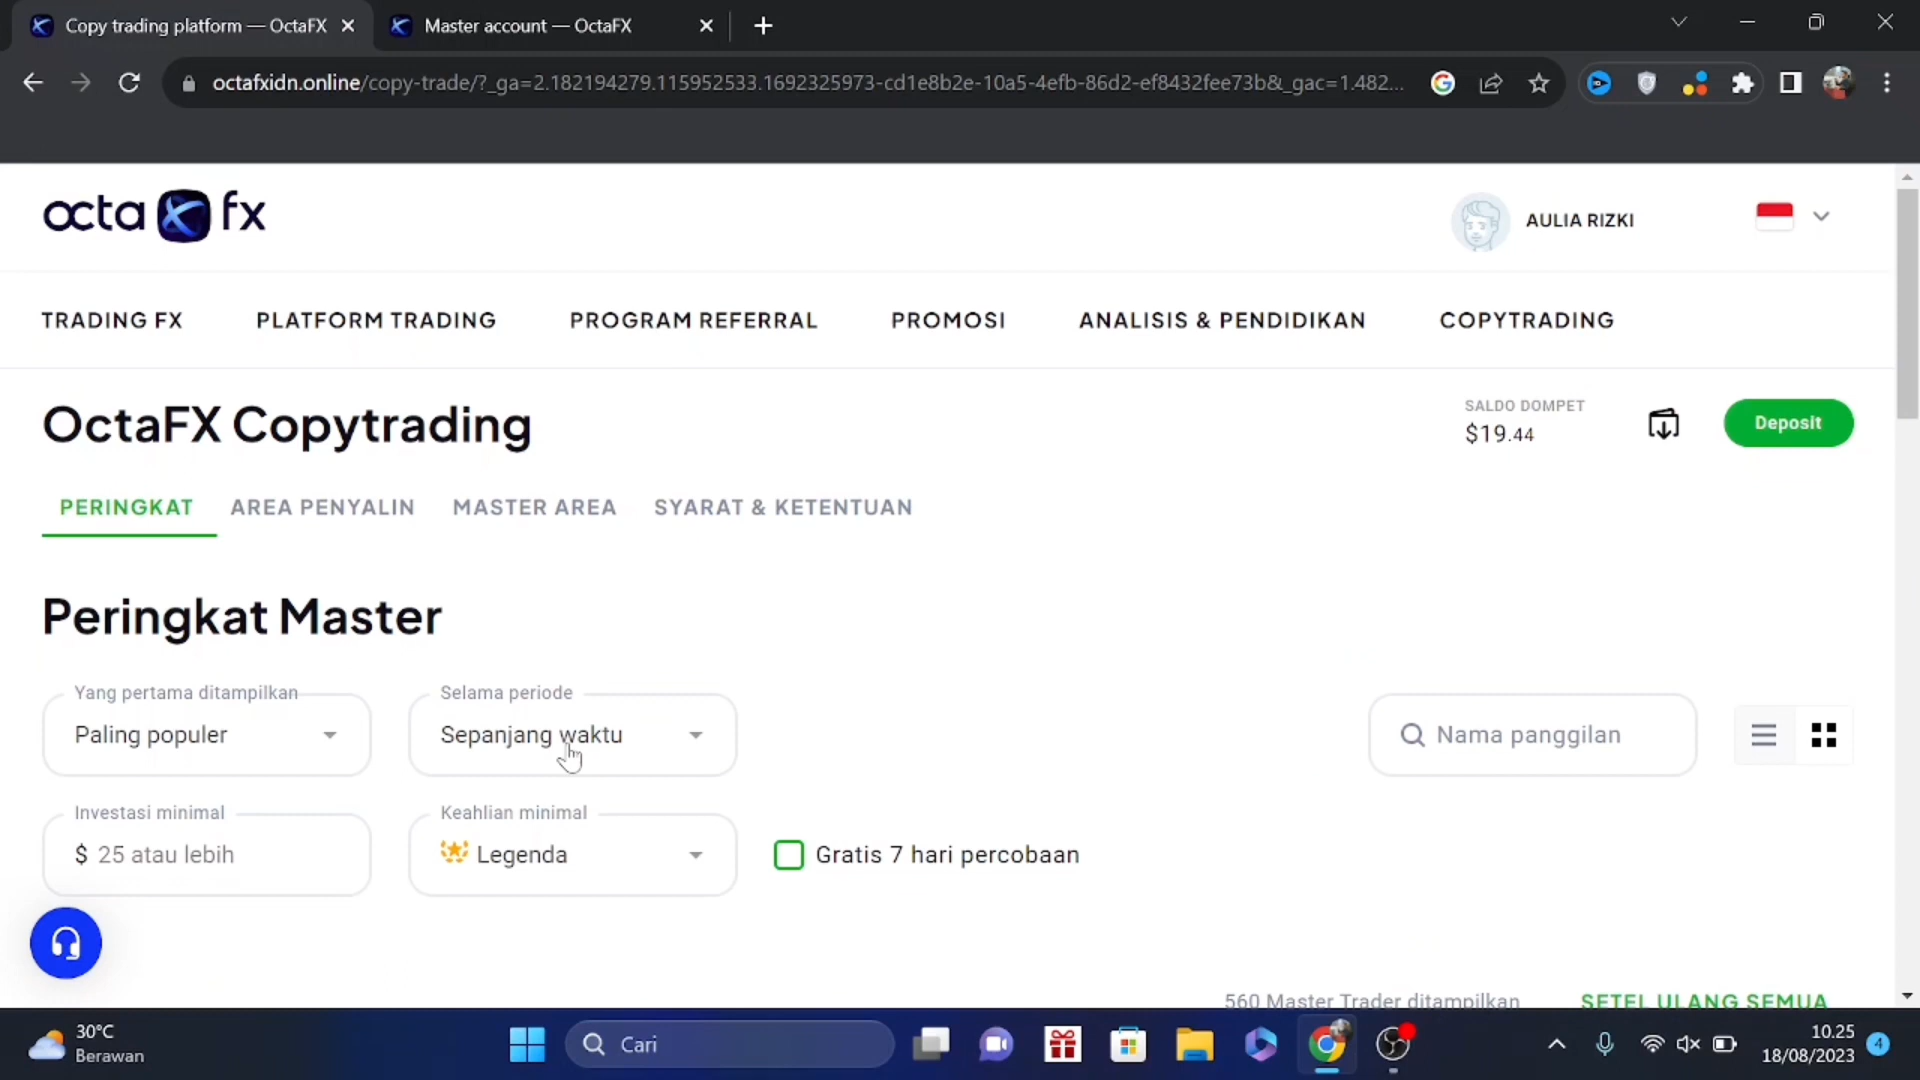 Copy trading platform — OctaFX
Master account — OctaFX
octafxidn.online/copy-trade/?_ga=2.182194279.115952533.1692325973-cd1e8b2e-10a5-4efb-86d2-ef8432fee73b&_gac=1.482...
octa fx
AULIA RIZKI
TRADING FX
PLATFORM TRADING
PROGRAM REFERRAL
PROMOSI
ANALISIS & PENDIDIKAN
COPYTRADING
OctaFX Copytrading
SALDO DOMPET
$19.44
Deposit
PERINGKAT
AREA PENYALIN
MASTER AREA
SYARAT & KETENTUAN
Peringkat Master
Yang pertama ditampilkan
Paling populer
Selama periode
Sepanjang waktu
Nama panggilan
Investasi minimal
$ 25 atau lebih
Keahlian minimal
Legenda
Gratis 7 hari percobaan
560 Master Trader ditampilkan
SETEL ULANG SEMUA
30°C
Berawan
Cari
10.25
18/08/2023
4